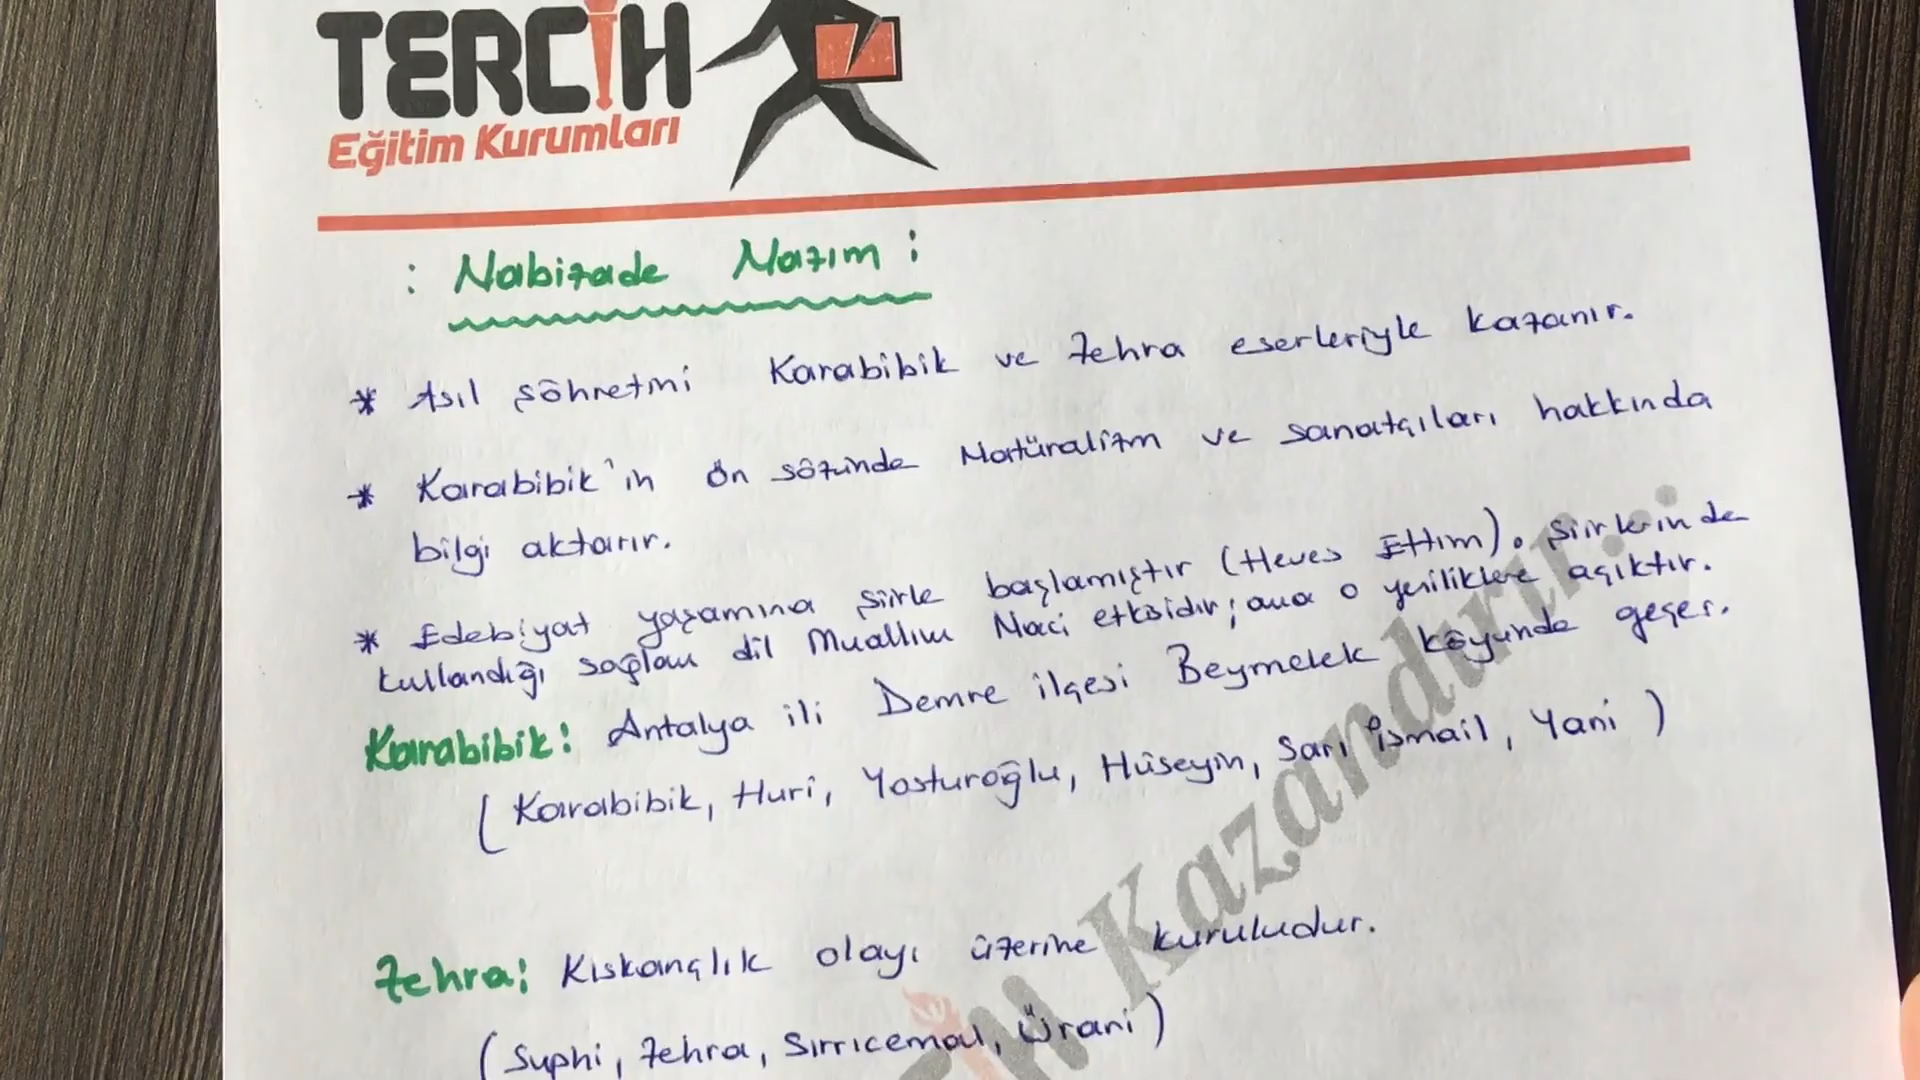 TERCİH
Eğitim Kurumları
: Nabizade Nazım :
* Asıl şöhretmi Karabibik ve Zehra eserleriyle kazanır.
* Karabibik'in Ön sözünde Natüralizm ve sanatçıları hakkında
bilgi aktarır.
* Edebiyat yaşamına şiirle başlamıştır (Heves Ettim). Şiirlerinde
kullandığı sağlam dil Muallim Naci etkisidir; ama o yeniliklere açıktır.
Karabibik: Antalya ili Demre ilçesi Beymelek köyünde geçer.
(Karabibik, Huri, Yosturoğlu, Hüseyin, Sarı İsmail, Yani)
Zehra: Kıskançlık olayı üzerine kuruludur.
(Suphi, Zehra, Sırrıcemal, Ürani)
Kazandırır...